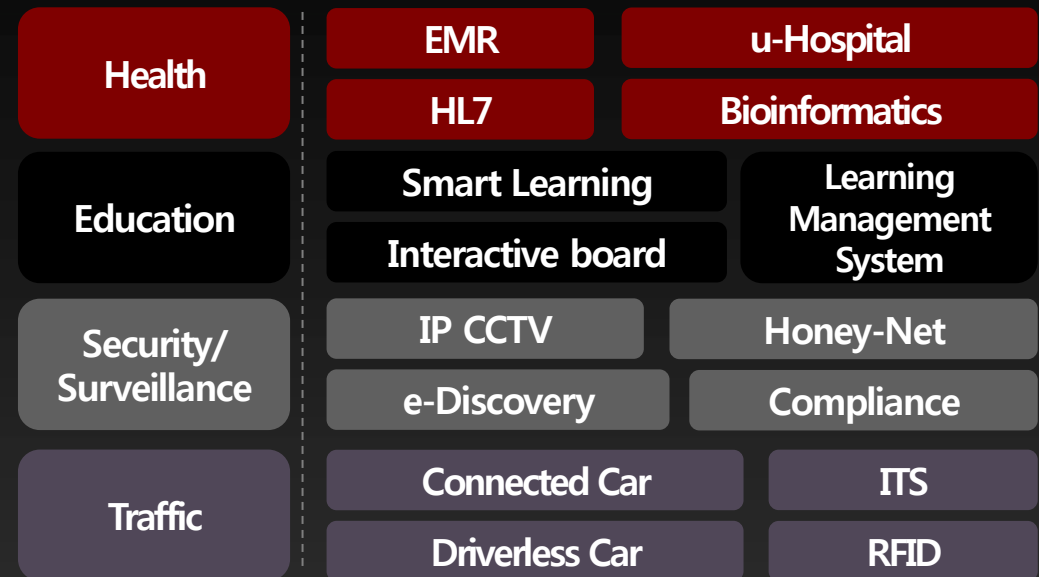 Health
EMR
u-Hospital
HL7
Bioinformatics
Education
Smart Learning
Interactive board
Learning
Management
System
Security/
Surveillance
IP CCTV
Honey-Net
e-Discovery
Compliance
Traffic
Connected Car
ITS
Driverless Car
RFID